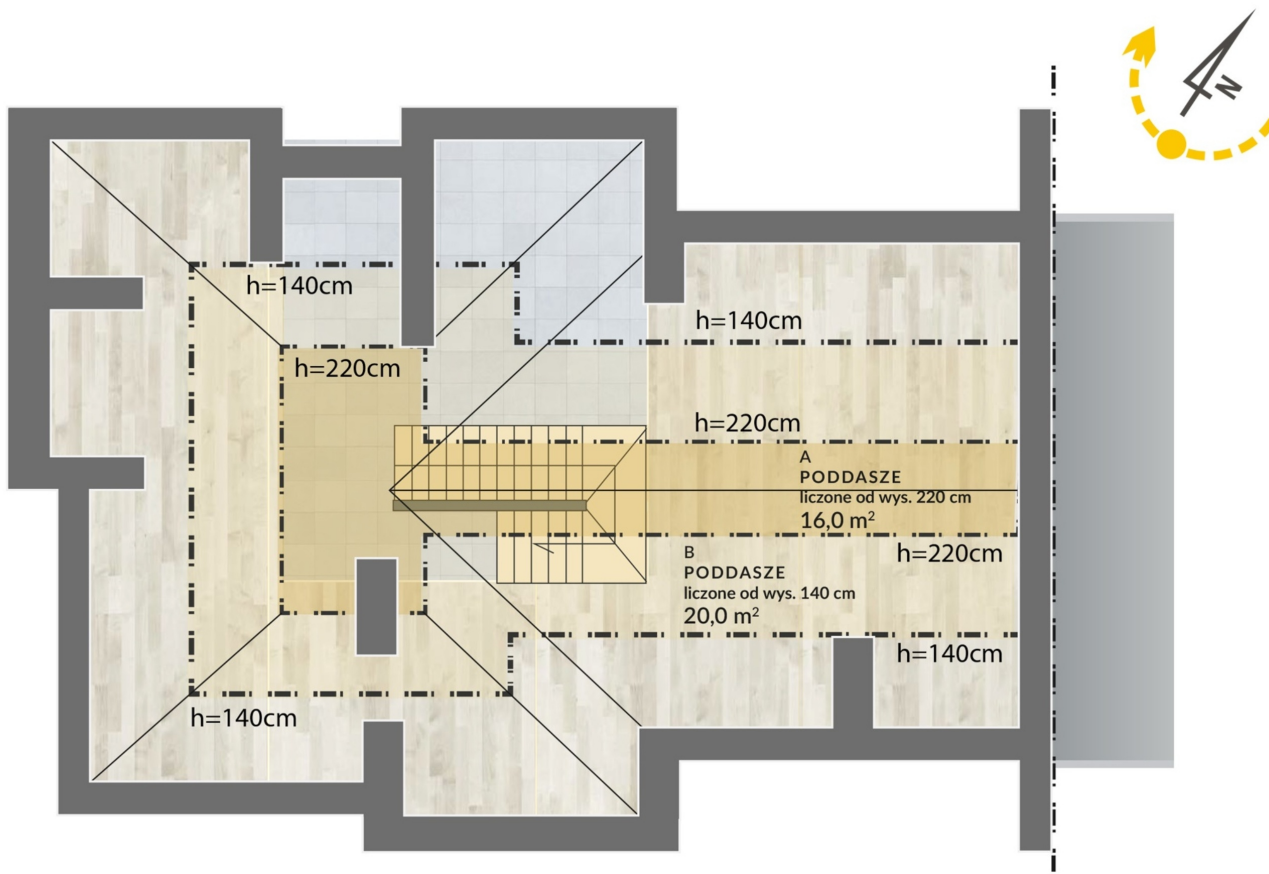 N
h=140cm
h=140cm
h=220cm
h=220cm
A
PODDASZE
liczone od wys. 220 cm
16,0 m²
h=220cm
B
PODDASZE
liczone od wys. 140 cm
20,0 m²
h=140cm
h=140cm